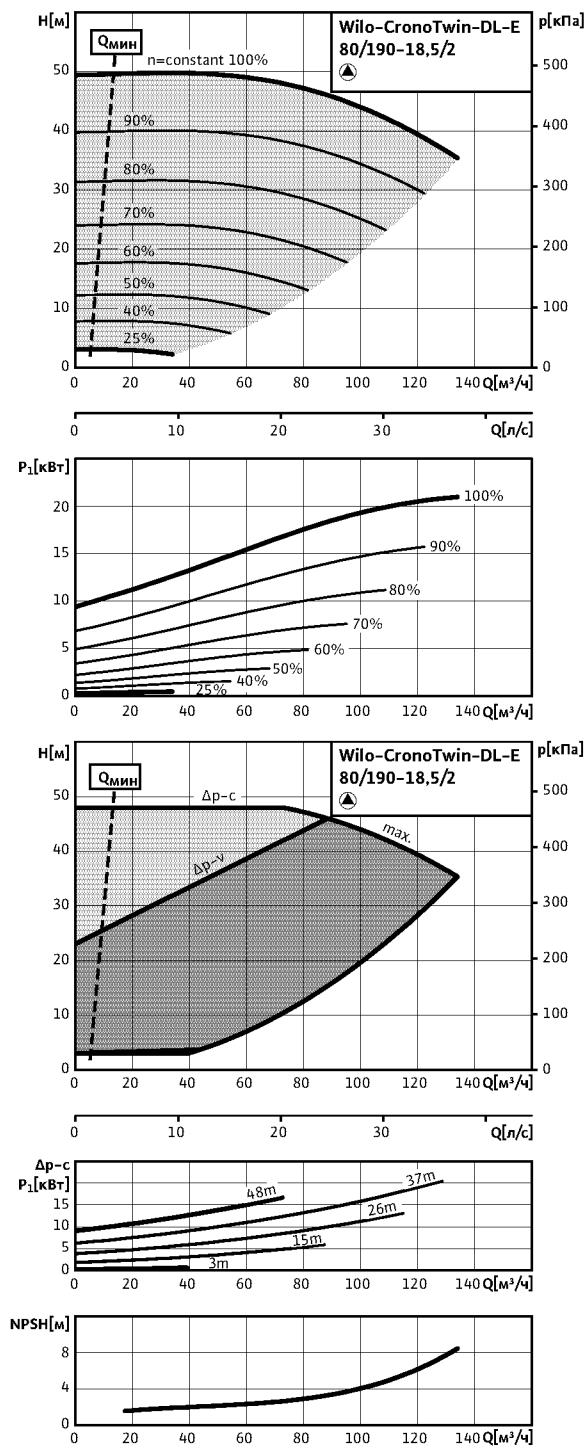 H[м]
Qмин
n=constant 100%
Wilo-CronoTwin-DL-E
80/190-18,5/2
p[кПа]
50
40
30
20
10
0
90%
80%
70%
60%
50%
40%
25%
500
400
300
200
100
0
0 20 40 60 80 100 120 140 Q[м³/ч]
0 10 20 30 Q[л/с]
P₁[кВт]
20
15
10
5
0
100%
90%
80%
70%
60%
50%
40%
25%
0 20 40 60 80 100 120 140 Q[м³/ч]
H[м]
Qмин
Δp-c
Wilo-CronoTwin-DL-E
80/190-18,5/2
p[кПа]
50
40
30
20
10
0
Δp-v
max.
500
400
300
200
100
0
0 20 40 60 80 100 120 140 Q[м³/ч]
0 10 20 30 Q[л/с]
Δp-c
P₁[кВт]
15
10
5
0
48m
37m
26m
15m
3m
0 20 40 60 80 100 120 140 Q[м³/ч]
NPSH[м]
8
4
0
0 20 40 60 80 100 120 140 Q[м³/ч]